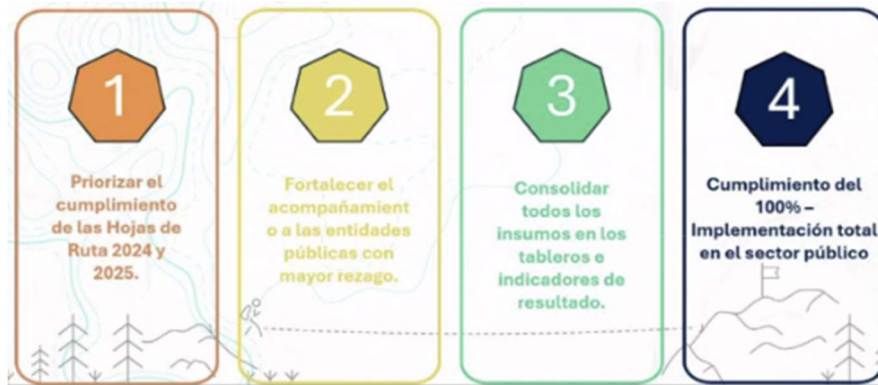 1
Priorizar el
cumplimiento
de las Hojas de
Ruta 2024 y
2025.
2
Fortalecer el
acompañamient
o a las entidades
públicas con
mayor rezago.
3
Consolidar
todos los
insumos en los
tableros e
indicadores de
resultado.
4
Cumplimiento del
100% –
Implementación total
en el sector público